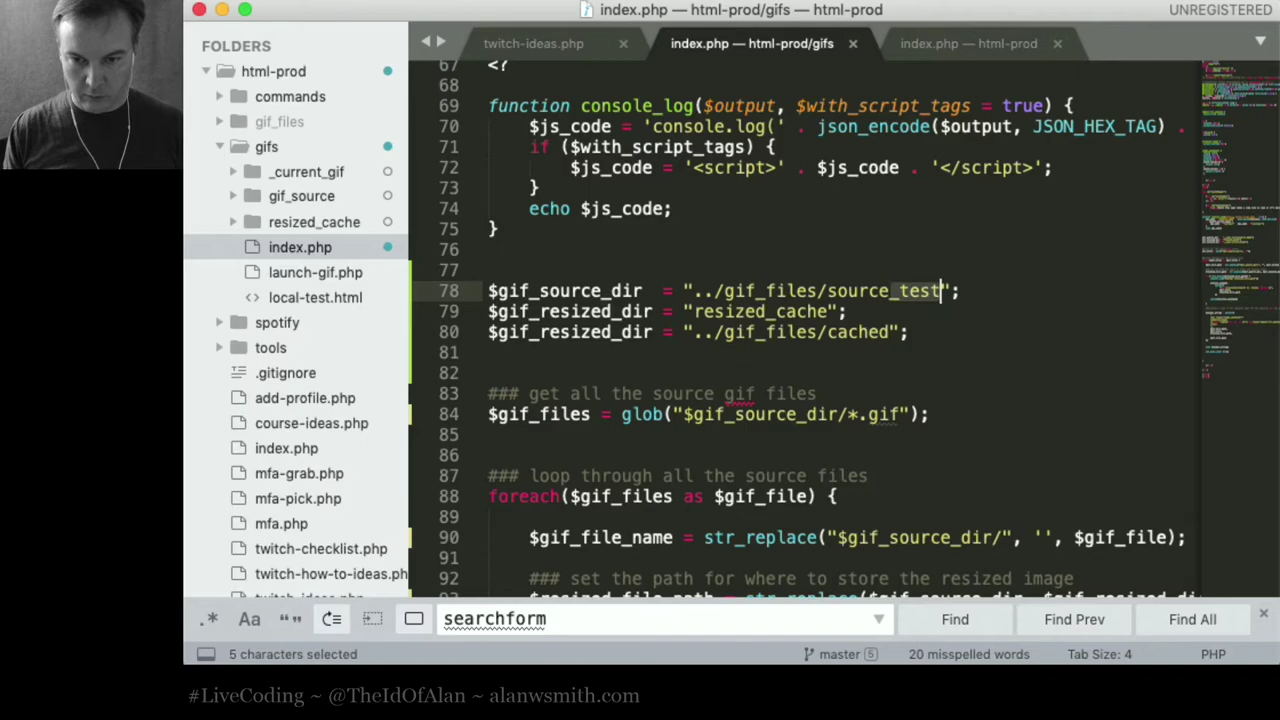 index.php — html-prod/gifs — html-prod
UNREGISTERED
FOLDERS
html-prod
commands
gif_files
gifs
_current_gif
gif_source
resized_cache
index.php
launch-gif.php
local-test.html
spotify
tools
.gitignore
add-profile.php
course-ideas.php
index.php
mfa-grab.php
mfa-pick.php
mfa.php
twitch-checklist.php
twitch-how-to-ideas.ph
twitch-ideas.php
twitch-ideas.php
index.php — html-prod/gifs
index.php — html-prod
67 <?
68
69 function console_log($output, $with_script_tags = true) {
70 $js_code = 'console.log(' . json_encode($output, JSON_HEX_TAG) .
71 if ($with_script_tags) {
72 $js_code = '<script>' . $js_code . '</script>';
73 }
74 echo $js_code;
75 }
76
77
78 $gif_source_dir = "../gif_files/source_test";
79 $gif_resized_dir = "resized_cache";
80 $gif_resized_dir = "../gif_files/cached";
81
82
83 ### get all the source gif files
84 $gif_files = glob("$gif_source_dir/*.gif");
85
86
87 ### loop through all the source files
88 foreach($gif_files as $gif_file) {
89
90 $gif_file_name = str_replace("$gif_source_dir/", '', $gif_file);
91
92 ### set the path for where to store the resized image
93 $resized_file_path = str_replace($gif_source_dir, $gif_resized_di
.* Aa “” searchform Find Find Prev Find All
5 characters selected master 5 20 misspelled words Tab Size: 4 PHP
#LiveCoding ~ @TheIdOfAlan ~ alanwsmith.com